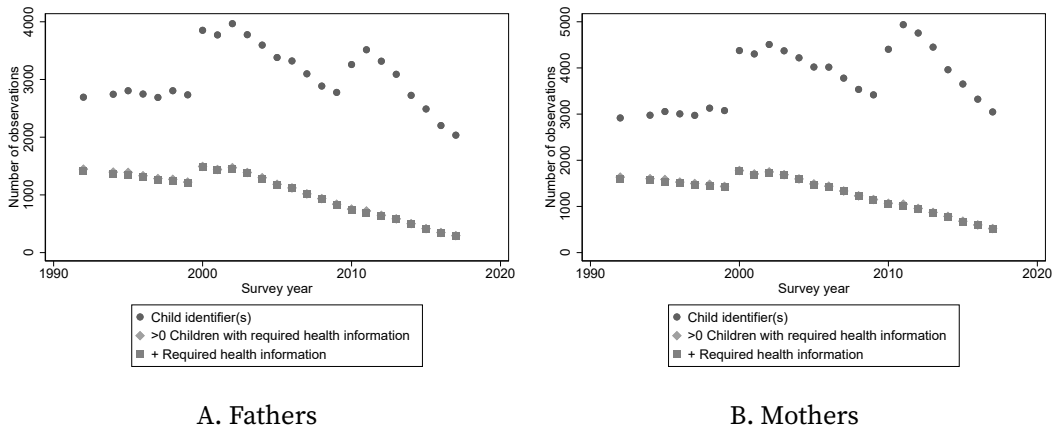 Number of observations
4000
3000
2000
1000
0
1990
2000
2010
2020
Survey year
Child identifier(s)
>0 Children with required health information
+ Required health information
A. Fathers
Number of observations
5000
4000
3000
2000
1000
0
1990
2000
2010
2020
Survey year
Child identifier(s)
>0 Children with required health information
+ Required health information
B. Mothers